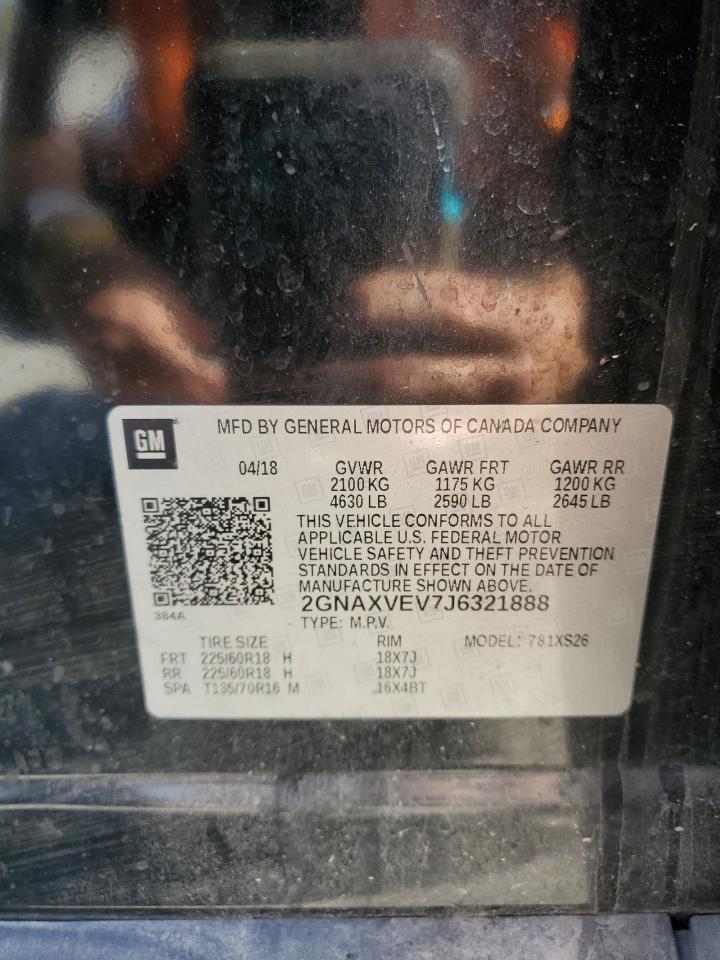 GM
MFD BY GENERAL MOTORS OF CANADA COMPANY
04/18 GVWR GAWR FRT GAWR RR
2100 KG 1175 KG 1200 KG
4630 LB 2590 LB 2645 LB
THIS VEHICLE CONFORMS TO ALL
APPLICABLE U.S. FEDERAL MOTOR
VEHICLE SAFETY AND THEFT PREVENTION
STANDARDS IN EFFECT ON THE DATE OF
MANUFACTURE SHOWN ABOVE.
384A
2GNAXVEV7J6321888
TYPE: M.P.V.
TIRE SIZE RIM MODEL: 781XS26
FRT 225/60R18 H 18X7J
RR 225/60R18 H 18X7J
SPA T135/70R16 M 16X4BT